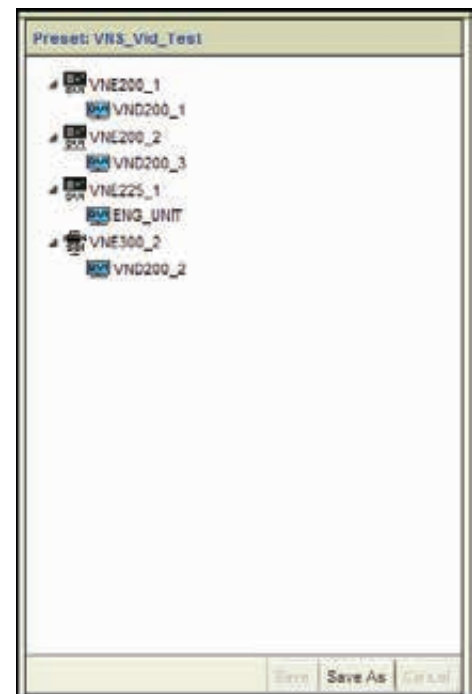 Preset: VNS_Vid_Test
VNE200_1
VND200_1
VNE200_2
VND200_3
VNE225_1
ENG_UNIT
VNE300_2
VND200_2
Save Save As Cancel